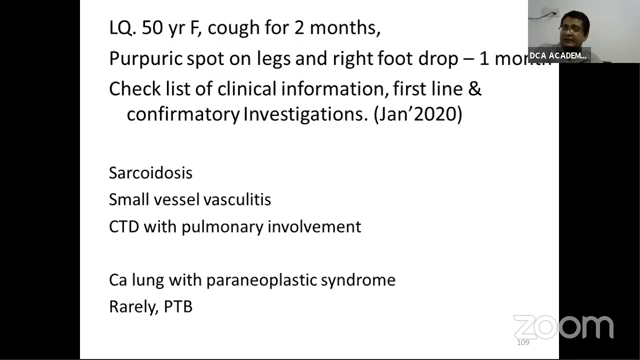 LQ. 50 yr F, cough for 2 months,
Purpuric spot on legs and right foot drop – 1 month
Check list of clinical information, first line &
confirmatory Investigations. (Jan’2020)
Sarcoidosis
Small vessel vasculitis
CTD with pulmonary involvement
Ca lung with paraneoplastic syndrome
Rarely, PTB
DCA ACADEM...
zoom
109